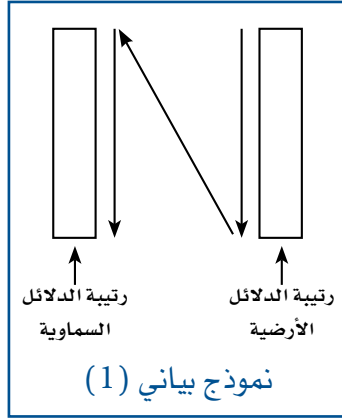 رتيبة الدلائل
الأرضية
رتيبة الدلائل
السماوية
نموذج بياني (1)